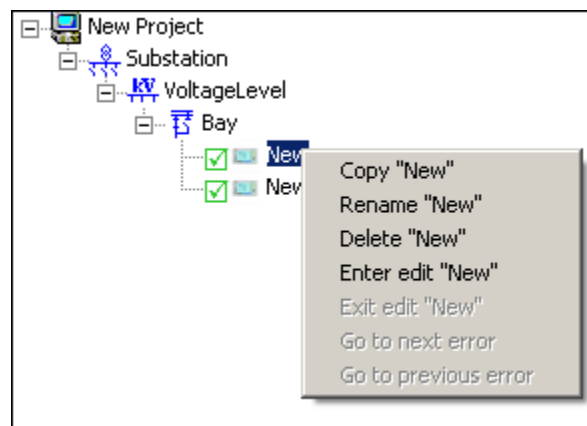 New Project
Substation
kV VoltageLevel
Bay
New
New
Copy "New"
Rename "New"
Delete "New"
Enter edit "New"
Exit edit "New"
Go to next error
Go to previous error